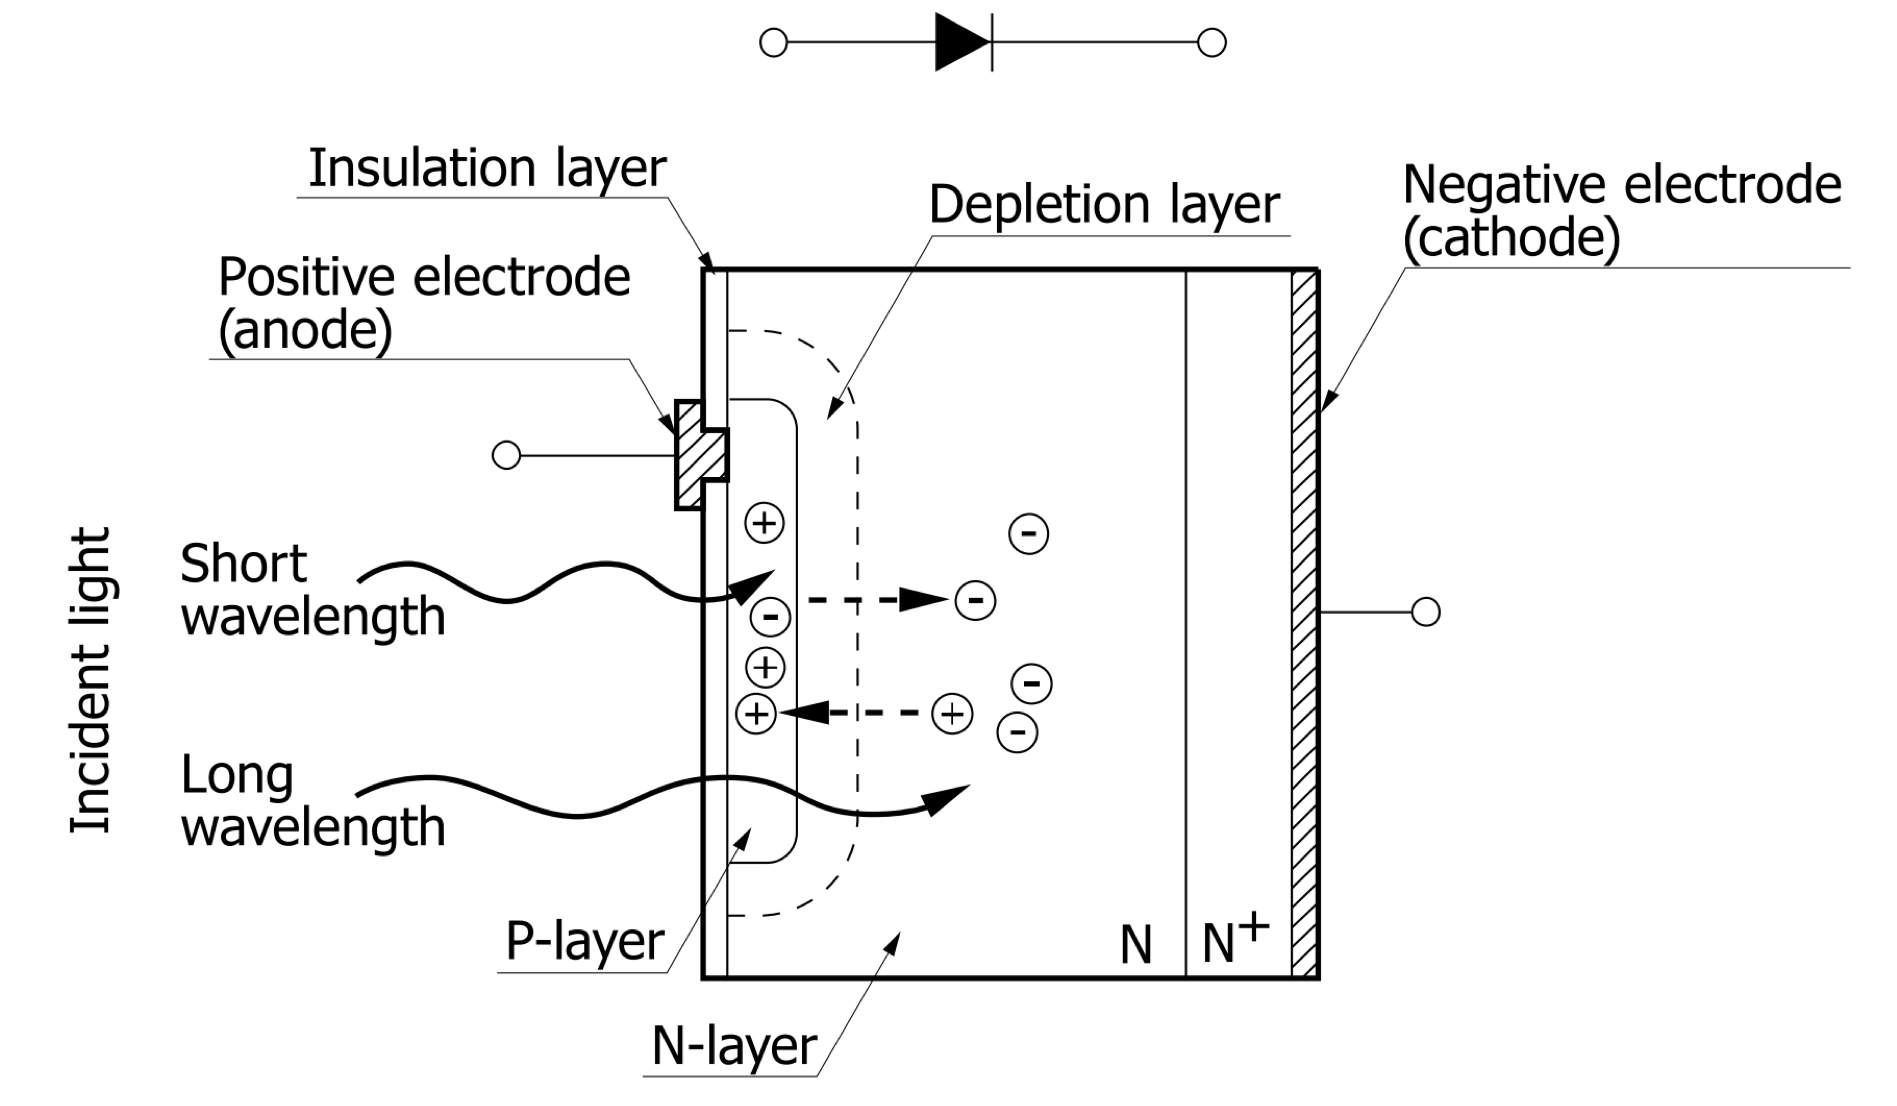 Insulation layer
Depletion layer
Negative electrode
(cathode)
Positive electrode
(anode)
+
-
Incident light
Short
wavelength
-
-
+
-
+
+
-
Long
wavelength
P-layer
N
N+
N-layer